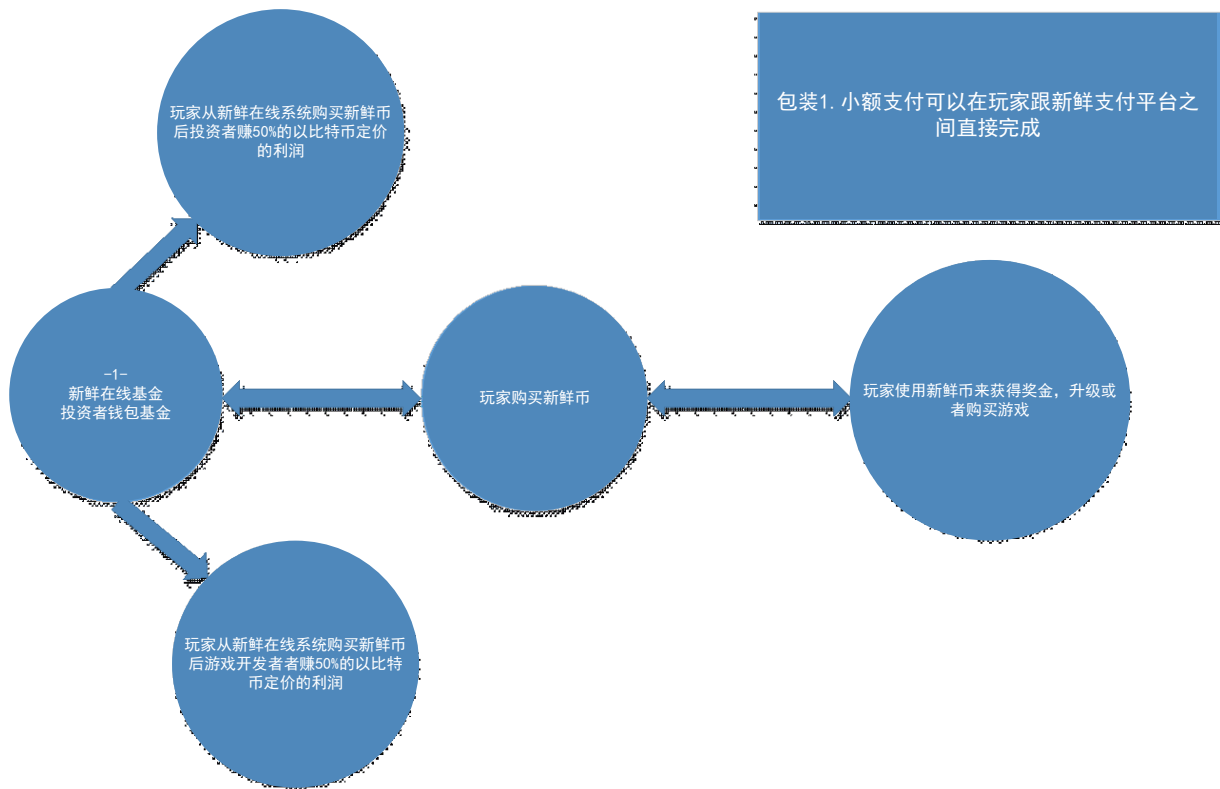 玩家从新鲜在线系统购买新鲜币
后投资者赚50%的以比特币定价
的利润
包装1.小额支付可以在玩家跟新鲜支付平台之
间直接完成
-1-
新鲜在线基金
投资者钱包基金
玩家购买新鲜币
玩家使用新鲜币来获得奖金，升级或
者购买游戏
玩家从新鲜在线系统购买新鲜币
后游戏开发者者赚50%的以比特
币定价的利润